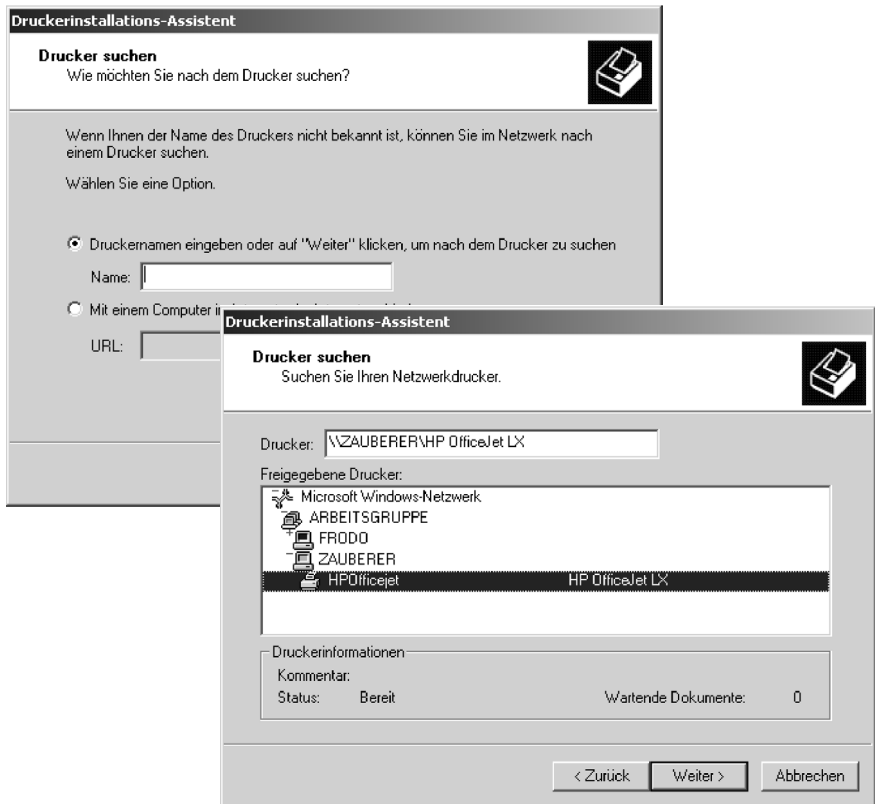 Druckerinstallations-Assistent
Drucker suchen
Wie möchten Sie nach dem Drucker suchen?
Wenn Ihnen der Name des Druckers nicht bekannt ist, können Sie im Netzwerk nach
einem Drucker suchen.
Wählen Sie eine Option.
Druckernamen eingeben oder auf "Weiter" klicken, um nach dem Drucker zu suchen
Name:
Mit einem Computer
URL:
Druckerinstallations-Assistent
Drucker suchen
Suchen Sie Ihren Netzwerkdrucker.
Drucker: \\ZAUBERER\HP OfficeJet LX
Freigegebene Drucker:
Microsoft Windows-Netzwerk
ARBEITSGRUPPE
FRODO
ZAUBERER
HPOfficejet HP OfficeJet LX
Druckerinformationen
Kommentar:
Status: Bereit Wartende Dokumente: 0
< Zurück Weiter > Abbrechen